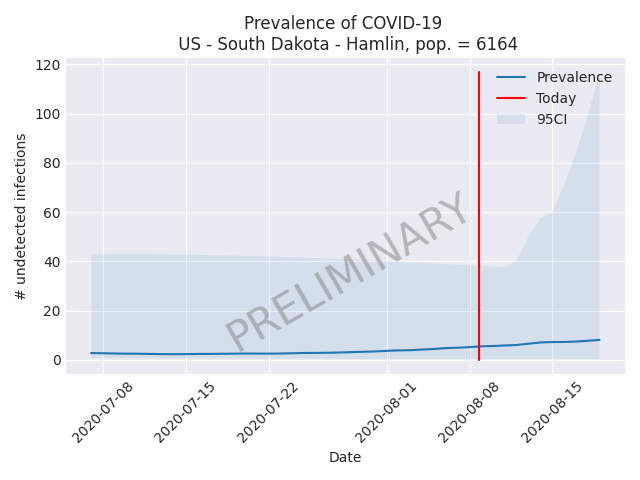 Prevalence of COVID-19
US - South Dakota - Hamlin, pop. = 6164
120
100
80
60
40
20
0
# undetected infections
Prevalence
Today
95CI
PRELIMINARY
2020-07-08
2020-07-15
2020-07-22
2020-08-01
2020-08-08
2020-08-15
Date